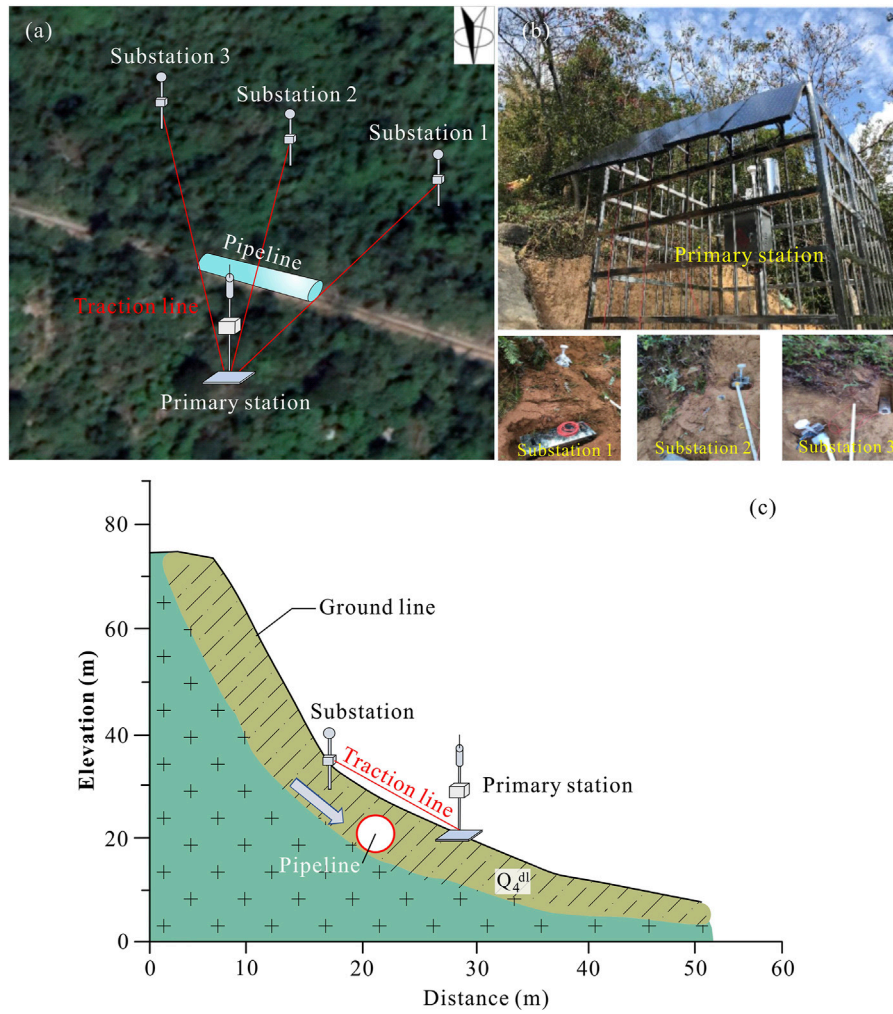 (a)
Substation 3
Substation 2
Substation 1
Pipeline
Traction line
Primary station
(b)
Primary station
Substation 1
Substation 2
Substation 3
(c)
80
60
40
20
0
Elevation (m)
Ground line
Substation
Traction line
Primary station
Pipeline
Q₄ᵈˡ
0
10
20
30
40
50
60
Distance (m)